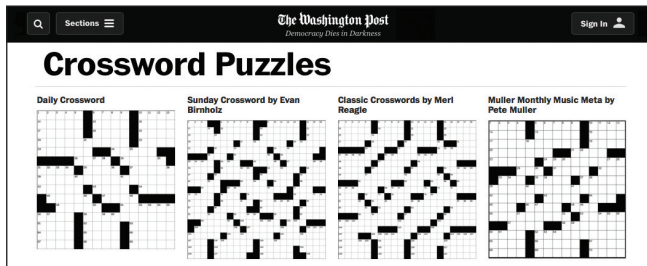 Sections
The Washington Post
Democracy Dies in Darkness
Sign In
Crossword Puzzles
Daily Crossword
Sunday Crossword by Evan
Birnholz
Classic Crosswords by Merl
Reagle
Muller Monthly Music Meta by
Pete Muller